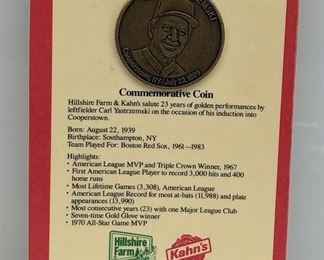 Cooperstown NY July 23, 1989
Commemorative Coin
Hillshire Farm & Kahn's salute 23 years of golden performances by
leftfielder Carl Yastrzemski on the occasion of his induction into
Cooperstown.
Born: August 22, 1939
Birthplace: Southampton, NY
Team Played For: Boston Red Sox, 1961—1983
Highlights:
• American League MVP and Triple Crown Winner, 1967
• First American League Player to record 3,000 hits and 400
home runs
• Most Lifetime Games (3,308), American League
• American League Record for most at-bats (11,988) and plate
appearances (13,990)
• Most consecutive years (23) with one Major League Club
• Seven-time Gold Glove winner
• 1970 All-Star Game MVP
Hillshire Kahn's
Farm